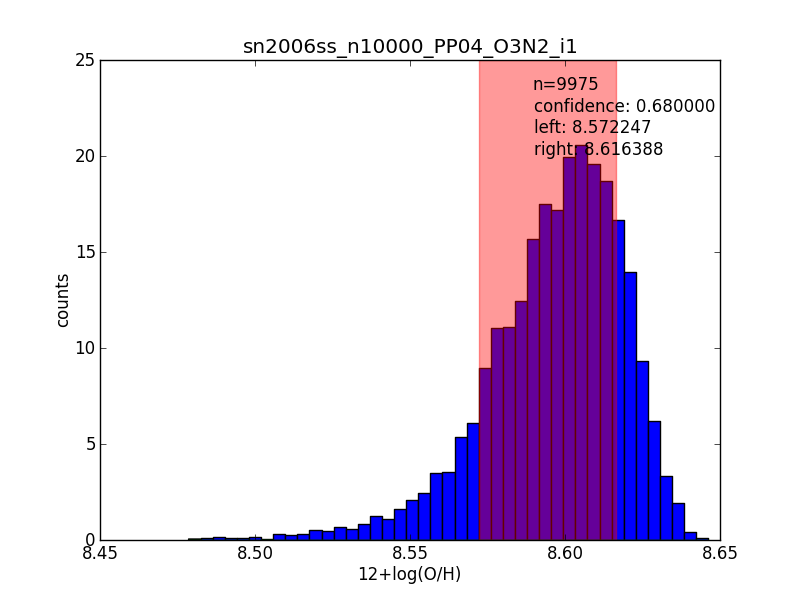 sn2006ss_n10000_PP04_O3N2_i1
25
20
15
10
5
0
counts
n=9975
confidence: 0.680000
left: 8.572247
right: 8.616388
8.45 8.50 8.55 8.60 8.65
12+log(O/H)